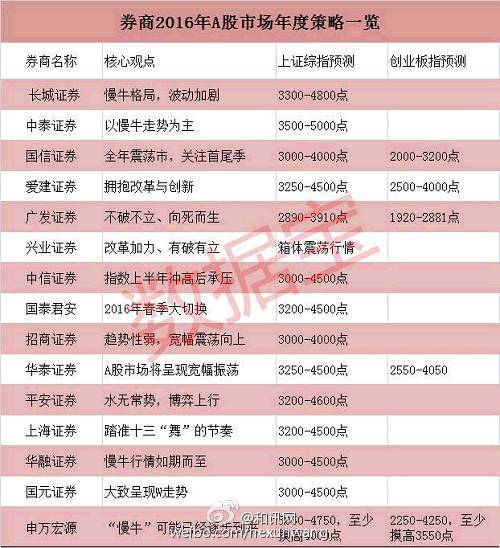 券商2016年A股市场年度策略一览
券商名称 核心观点 上证综指预测 创业板指预测
长城证券 慢牛格局，波动加剧 3300-4800点
中泰证券 以慢牛走势为主 3500-5000点
国信证券 全年震荡市，关注首尾季 3000-4000点 2000-3200点
爱建证券 拥抱改革与创新 3250-4500点 2500-4000点
广发证券 不破不立、向死而生 2890-3910点 1920-2881点
兴业证券 改革加力、有破有立 箱体震荡行情
中信证券 指数上半年冲高后承压 3000-4500点
国泰君安 2016年春季大切换 3200-4500点
招商证券 趋势性弱，宽幅震荡向上 3000-4000点
华泰证券 A股市场将呈现宽幅振荡 3250-4500点 2550-4050
平安证券 水无常势，博弈上行 3200-4600点
上海证券 踏准十三“舞”的节奏 3200-4500点
华融证券 慢牛行情如期而至 3000-4500点
国元证券 大致呈现W走势 3000-4500点
申万宏源 “慢牛”可能已经逐步到来 -4750，至少 2250-4250，至少
摸高4000点 摸高3550点
数据宝
@和讯网
weibo.com/hexunwang